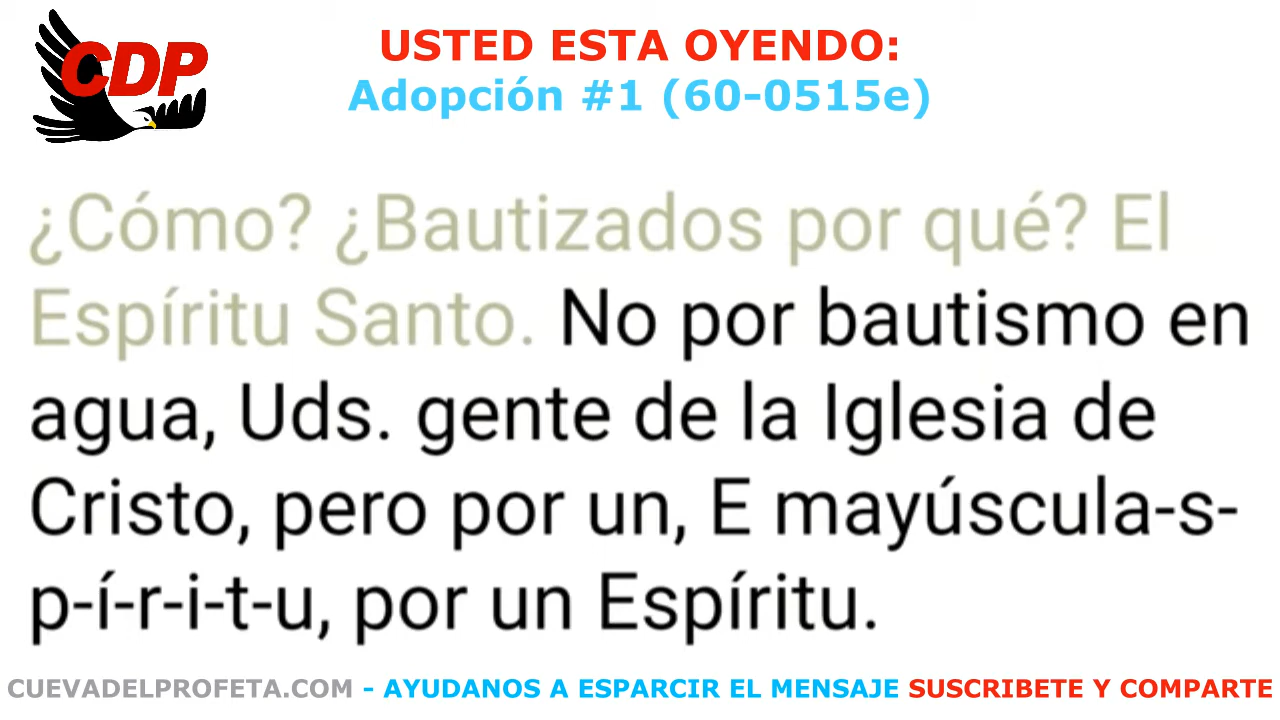 CDP
USTED ESTA OYENDO:
Adopción #1 (60-0515e)
¿Cómo? ¿Bautizados por qué? El
Espíritu Santo. No por bautismo en
agua, Uds. gente de la Iglesia de
Cristo, pero por un, E mayúscula-s-
p-í-r-i-t-u, por un Espíritu.
CUEVADELPROFETA.COM - AYUDANOS A ESPARCIR EL MENSAJE SUSCRIBETE Y COMPARTE